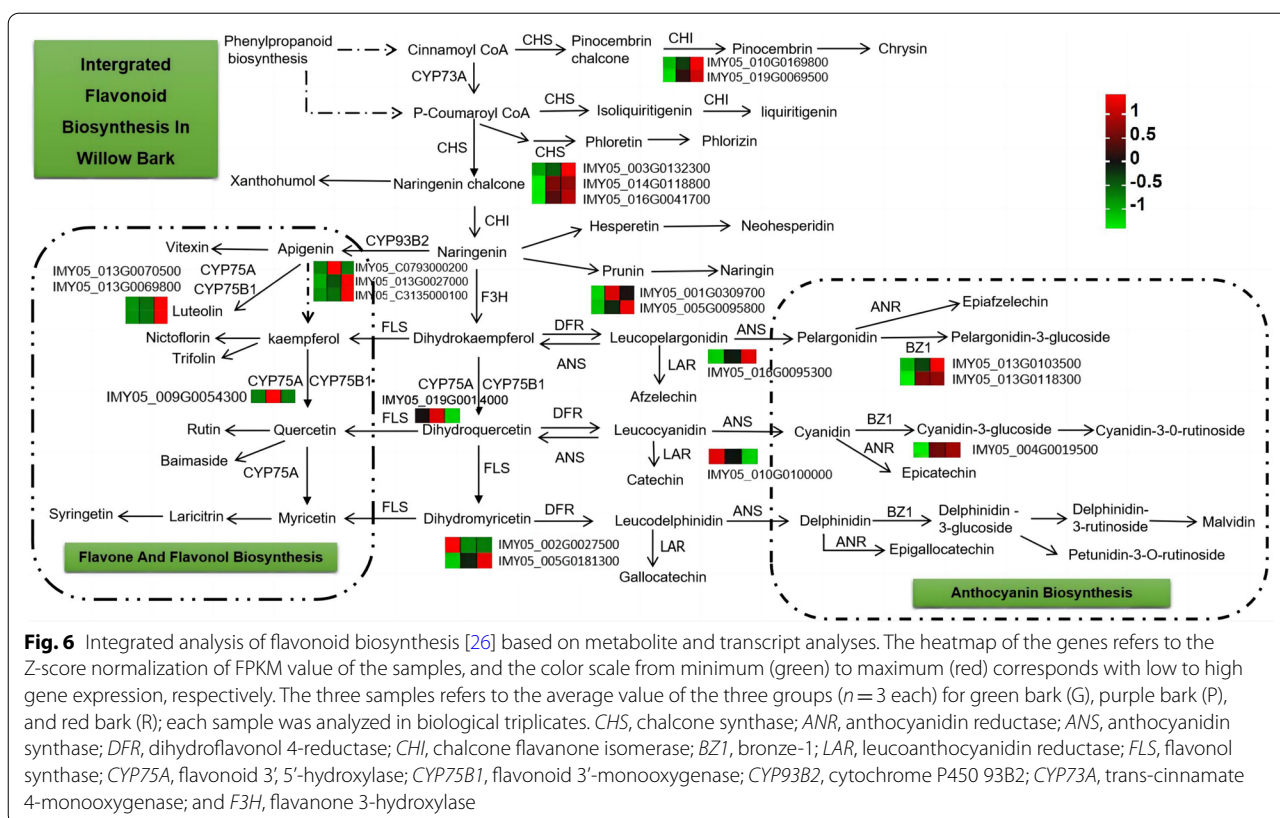 Intergrated
Flavonoid
Biosynthesis In
Willow Bark
Phenylpropanoid
biosynthesis
Cinnamoyl CoA
CHS
Pinocembrin
chalcone
CHI
Pinocembrin
Chrysin
IMY05_010G0169800
IMY05_019G0069500
CYP73A
P-Coumaroyl CoA
CHS
Isoliquiritigenin
CHI
liquiritigenin
CHS
CHS
Phloretin
Phlorizin
1
0.5
0
-0.5
-1
Xanthohumol
Naringenin chalcone
IMY05_003G0132300
IMY05_014G0118800
IMY05_016G0041700
CHI
Hesperetin
Neohesperidin
Vitexin
Apigenin
CYP93B2
Naringenin
Prunin
Naringin
IMY05_013G0070500
IMY05_013G0069800
CYP75A
CYP75B1
Luteolin
IMY05_C0793000200
IMY05_013G0027000
IMY05_C3135000100
F3H
IMY05_001G0309700
IMY05_005G0095800
Nictoflorin
Trifolin
kaempferol
FLS
Dihydrokaempferol
DFR
ANS
Leucopelargonidin
ANS
Pelargonidin
ANR
Epiafzelechin
Pelargonidin-3-glucoside
BZ1
IMY05_013G0103500
IMY05_013G0118300
LAR
IMY05_016G0095300
Afzelechin
CYP75A
CYP75B1
IMY05_009G0054300
CYP75A
CYP75B1
IMY05_019G0014000
Rutin
Quercetin
Baimaside
FLS
Dihydroquercetin
DFR
ANS
Leucocyanidin
ANS
Cyanidin
BZ1
Cyanidin-3-glucoside
Cyanidin-3-0-rutinoside
ANR
IMY05_004G0019500
Epicatechin
LAR
IMY05_010G0100000
Catechin
CYP75A
FLS
Syringetin
Laricitrin
Myricetin
FLS
Dihydromyricetin
DFR
Leucodelphinidin
ANS
Delphinidin
BZ1
Delphinidin -
3-glucoside
Delphinidin-
3-rutinoside
Malvidin
ANR
Epigallocatechin
Petunidin-3-O-rutinoside
IMY05_002G0027500
IMY05_005G0181300
LAR
Gallocatechin
Flavone And Flavonol Biosynthesis
Anthocyanin Biosynthesis
Fig. 6 Integrated analysis of flavonoid biosynthesis [26] based on metabolite and transcript analyses. The heatmap of the genes refers to the
Z-score normalization of FPKM value of the samples, and the color scale from minimum (green) to maximum (red) corresponds with low to high
gene expression, respectively. The three samples refers to the average value of the three groups (n = 3 each) for green bark (G), purple bark (P),
and red bark (R); each sample was analyzed in biological triplicates. CHS, chalcone synthase; ANR, anthocyanidin reductase; ANS, anthocyanidin
synthase; DFR, dihydroflavonol 4-reductase; CHI, chalcone flavanone isomerase; BZ1, bronze-1; LAR, leucoanthocyanidin reductase; FLS, flavonol
synthase; CYP75A, flavonoid 3', 5'-hydroxylase; CYP75B1, flavonoid 3'-monooxygenase; CYP93B2, cytochrome P450 93B2; CYP73A, trans-cinnamate
4-monooxygenase; and F3H, flavanone 3-hydroxylase